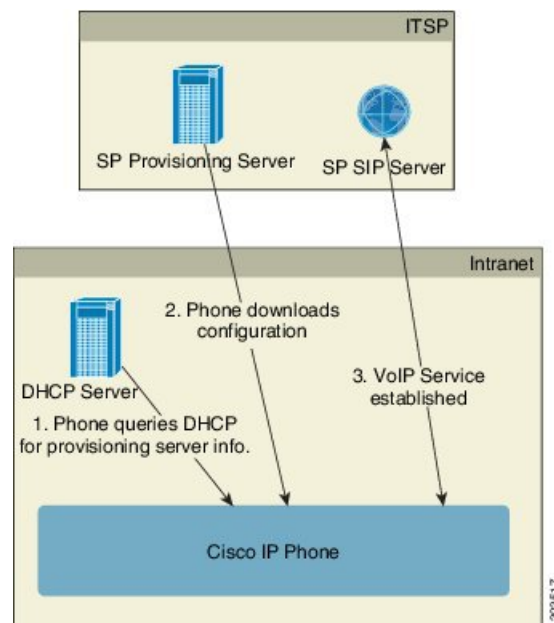 ITSP
SP Provisioning Server
SP SIP Server
Intranet
2. Phone downloads
configuration
DHCP Server
3. VoIP Service
established
1. Phone queries DHCP
for provisioning server info.
Cisco IP Phone